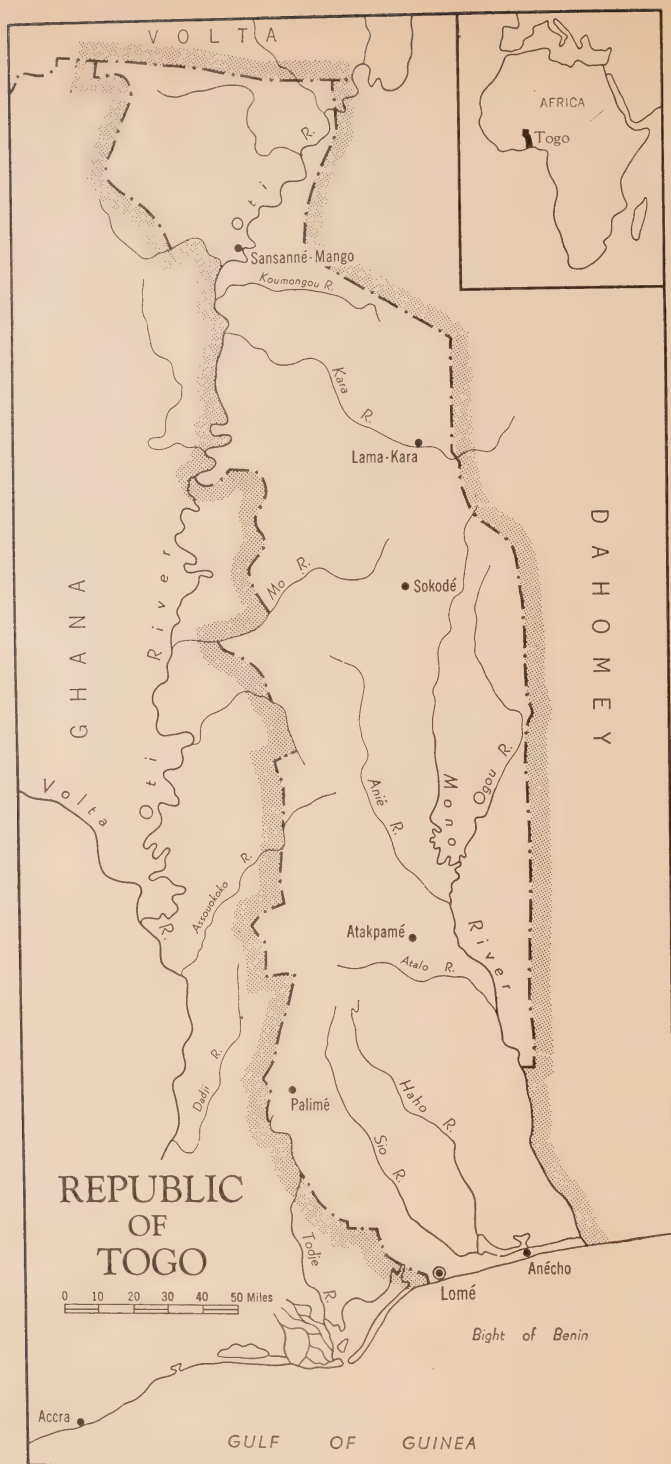 VOLTA
AFRICA
Togo
Oti R.
Sansanné-Mango
Koumongou R.
Kara R.
Lama-Kara
DAHOMEY
GHANA
Oti River
Mo R.
Sokodé
Volta R.
Anié R.
Mono River
Ogou R.
Assouokoko R.
Atakpamé
Atalo R.
Dadji R.
Palimé
Sio R.
Haho R.
REPUBLIC
OF
TOGO
0 10 20 30 40 50 Miles
Todje R.
Lomé
Anécho
Bight of Benin
Accra
GULF OF GUINEA